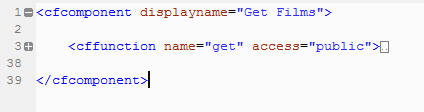 1 <cfcomponent displayname="Get Films">
2
3 <cffunction name="get" access="public">
38
39 </cfcomponent>